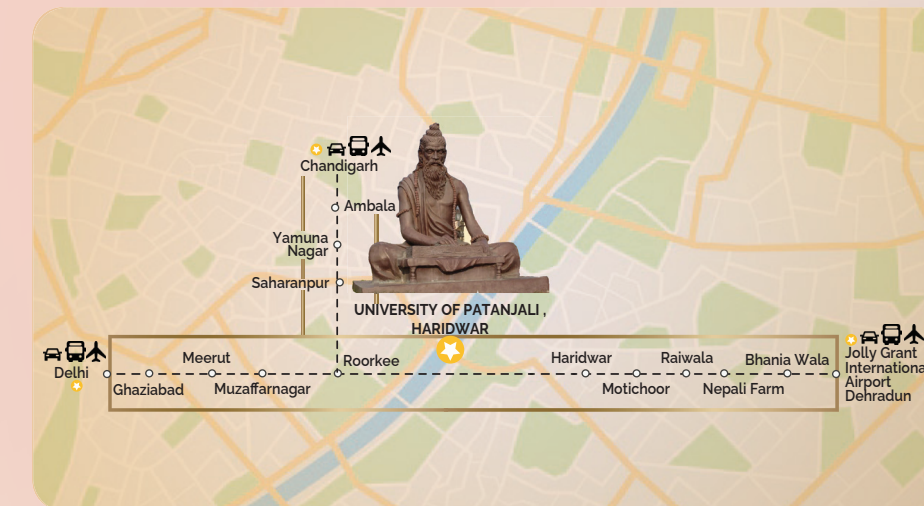 Chandigarh
Ambala
Yamuna
Nagar
Saharanpur
UNIVERSITY OF PATANJALI ,
HARIDWAR
Delhi
Ghaziabad
Meerut
Muzaffarnagar
Roorkee
Haridwar
Motichoor
Raiwala
Nepali Farm
Bhania Wala
Jolly Grant
Internationa
Airport
Dehradun